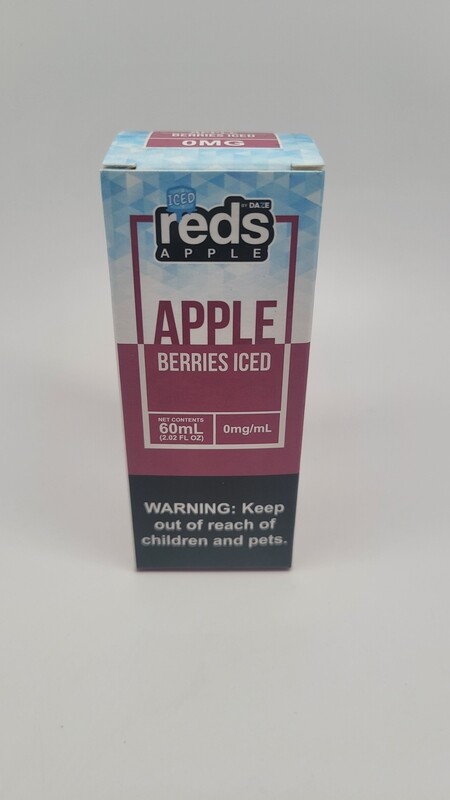 BERRIES ICED
0MG
ICED
BY DAZE
reds
APPLE
APPLE
BERRIES ICED
NET CONTENTS
60mL
(2.02 FL OZ)
0mg/mL
WARNING: Keep
out of reach of
children and pets.